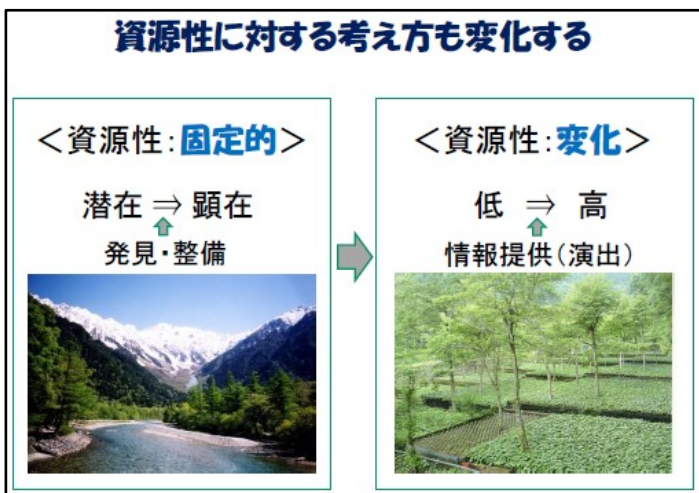 資源性に対する考え方も変化する
＜資源性：固定的＞
潜在 ⇒ 顕在
発見・整備
＜資源性：変化＞
低 ⇒ 高
情報提供（演出）